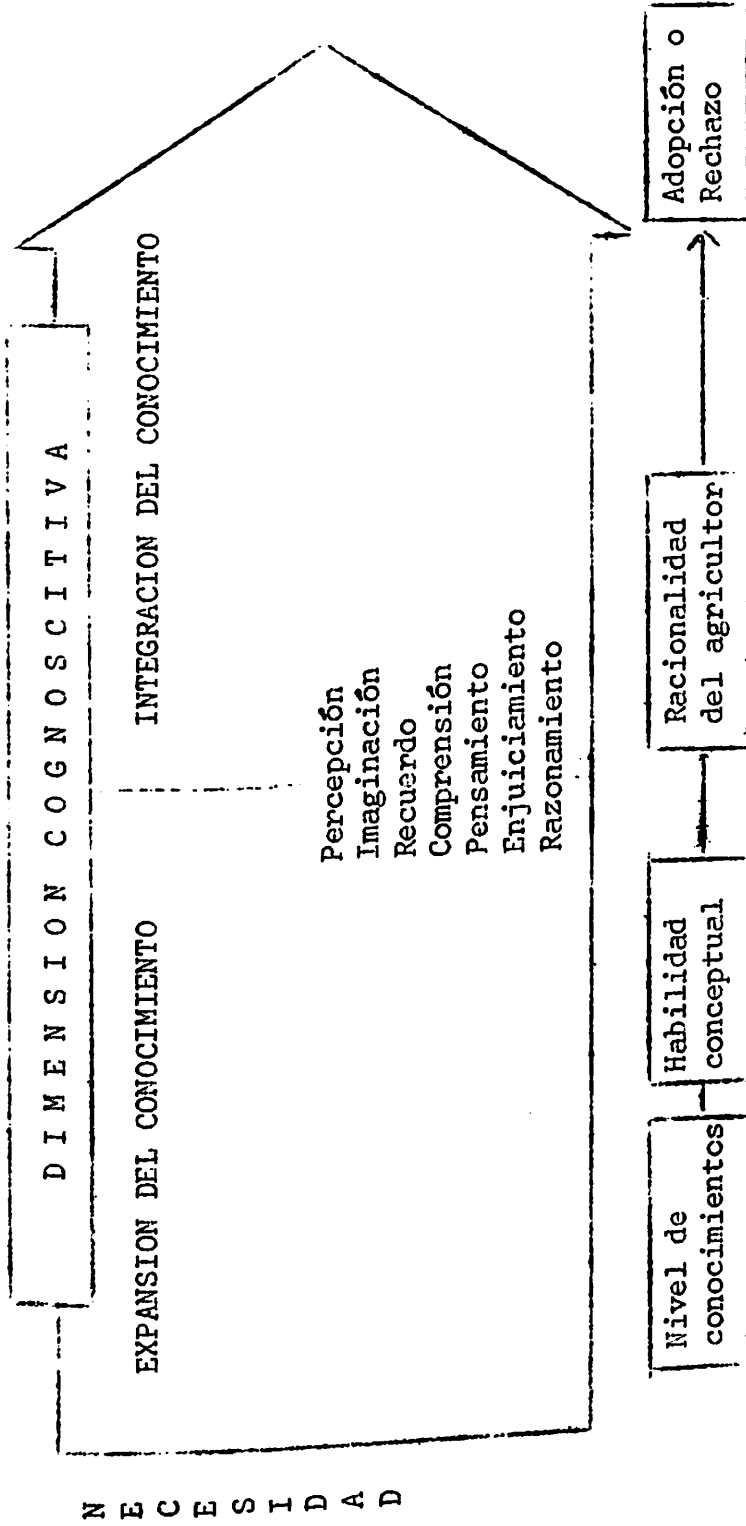 DIMENSION COGNOSCITIVA
NECESIDAD
EXPANSION DEL CONOCIMIENTO
INTEGRACION DEL CONOCIMIENTO
Percepción
Imaginación
Recuerdo
Comprensión
Pensamiento
Enjuiciamiento
Razonamiento
Nivel de
conocimientos
Habilidad
conceptual
Racionalidad
del agricultor
Adopción o
Rechazo